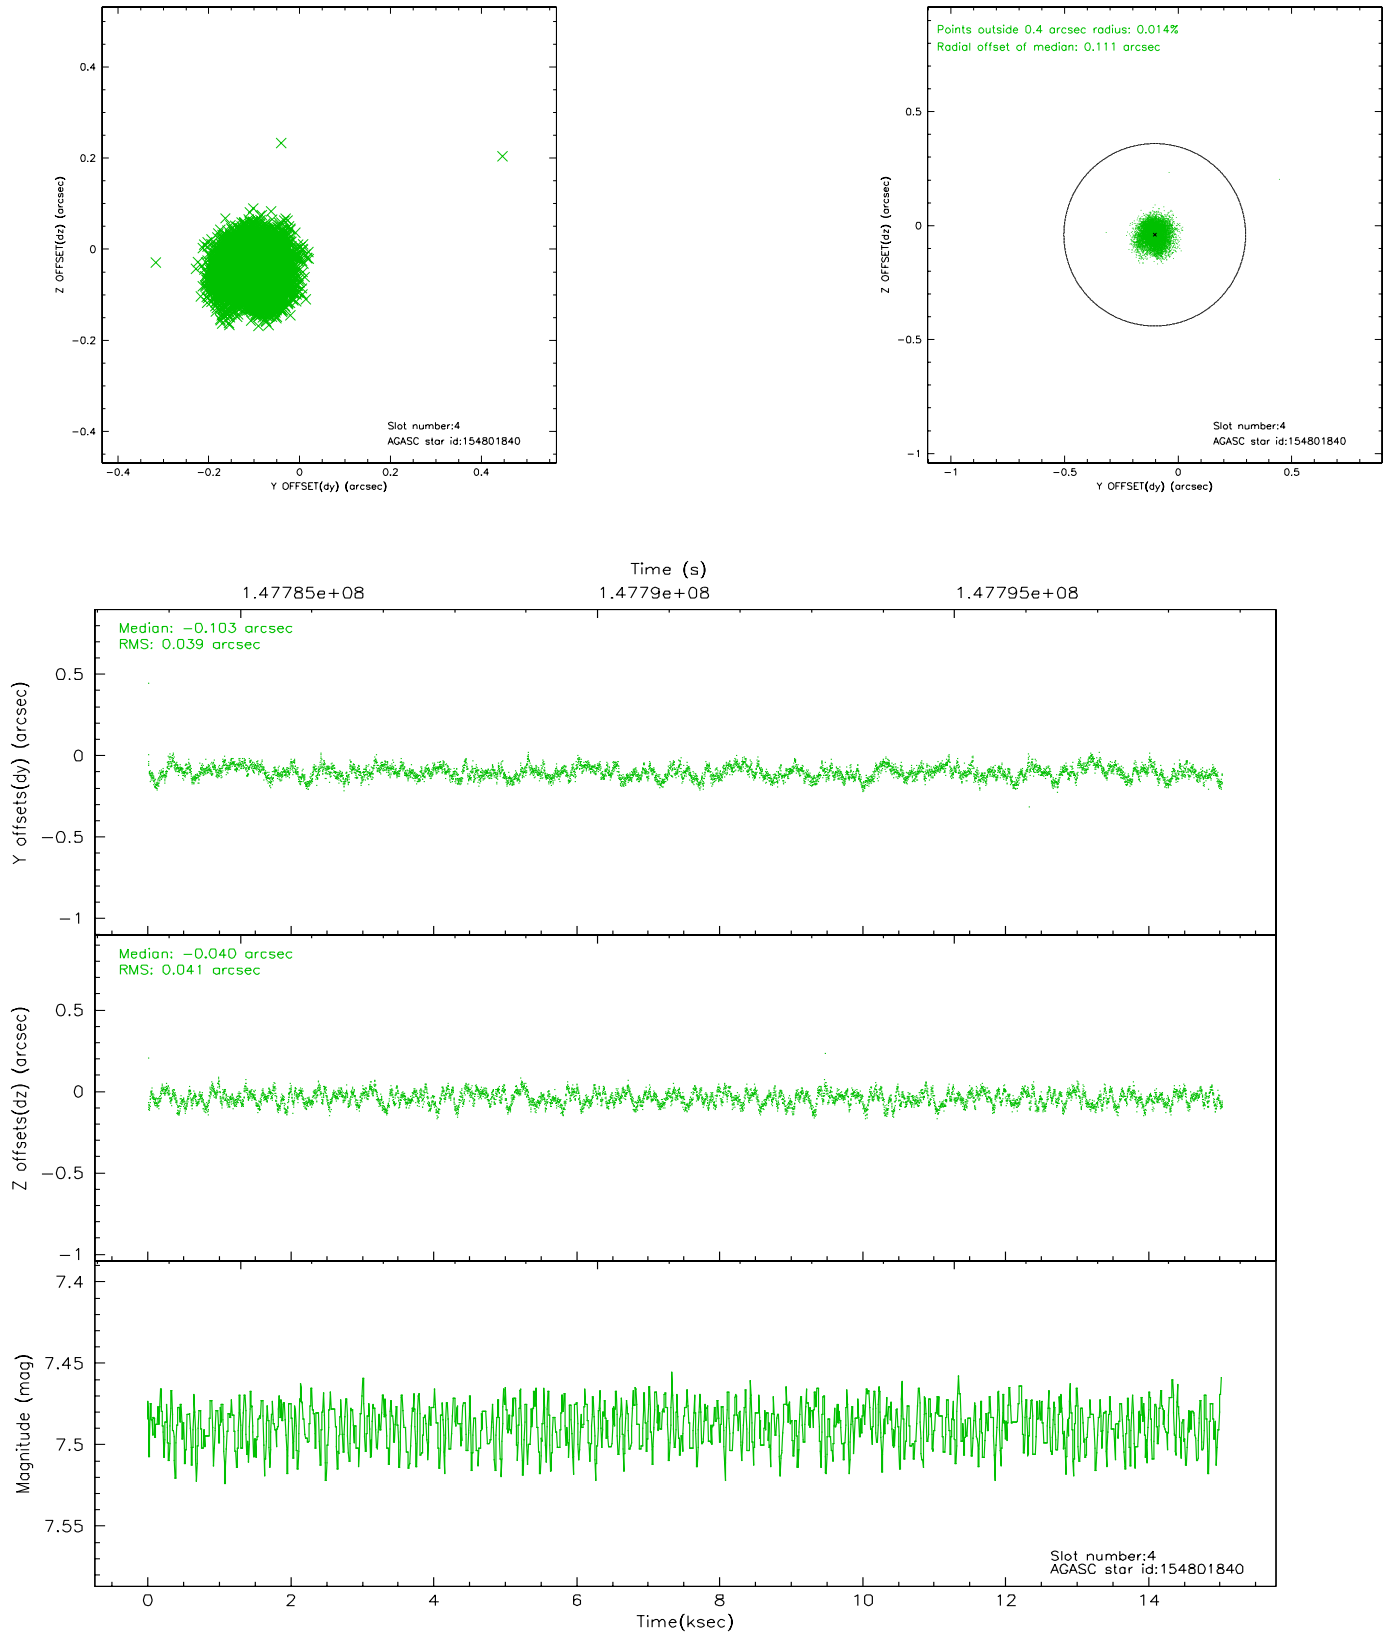 0.4
0.2
0
-0.2
-0.4
Z OFFSET(dz) (arcsec)
Slot number:4
AGASC star id:154801840
-0.4
-0.2
0
0.2
0.4
Y OFFSET(dy) (arcsec)
Points outside 0.4 arcsec radius: 0.014%
Radial offset of median: 0.111 arcsec
0.5
0
-0.5
-1
Z OFFSET(dz) (arcsec)
Slot number:4
AGASC star id:154801840
-1
-0.5
0
0.5
Y OFFSET(dy) (arcsec)
Time (s)
1.47785e+08
1.4779e+08
1.47795e+08
Median: -0.103 arcsec
RMS: 0.039 arcsec
0.5
0
-0.5
-1
Y offsets(dy) (arcsec)
Median: -0.040 arcsec
RMS: 0.041 arcsec
0.5
0
-0.5
-1
Z offsets(dz) (arcsec)
7.4
7.45
7.5
7.55
Magnitude (mag)
Slot number:4
AGASC star id:154801840
0
2
4
6
8
10
12
14
Time(ksec)